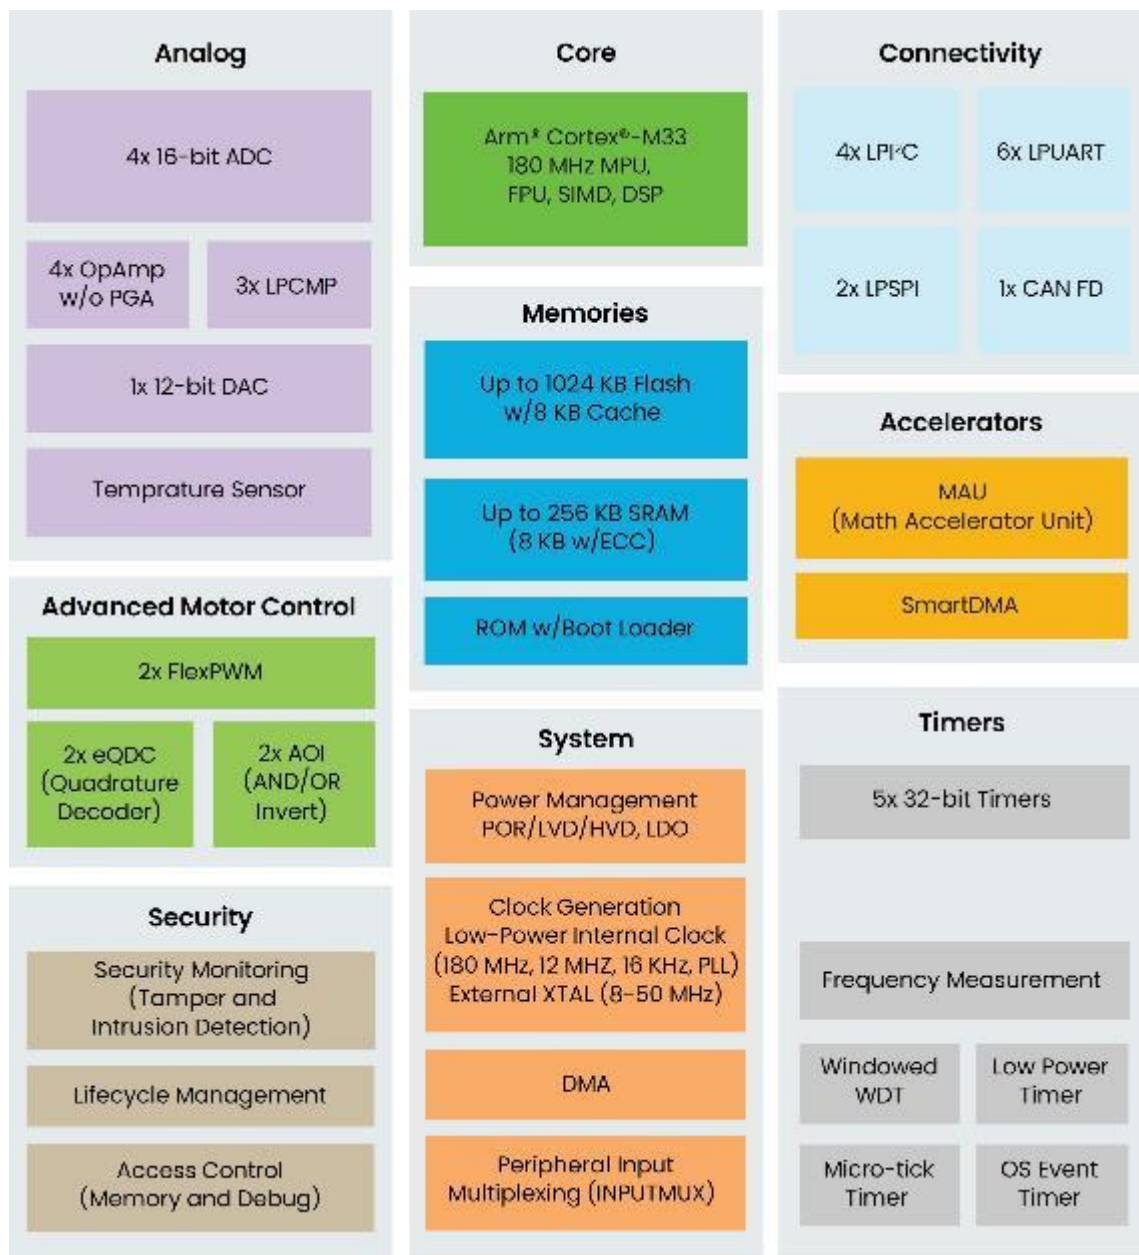 Analog
4x 16-bit ADC
4x OpAmp
w/o PGA
3x LPCMP
1x 12-bit DAC
Temprature Sensor
Advanced Motor Control
2x FlexPWM
2x eQDC
(Quadrature
Decoder)
2x AOI
(AND/OR
Invert)
Security
Security Monitoring
(Tamper and
Intrusion Detection)
Lifecycle Management
Access Control
(Memory and Debug)
Core
Arm® Cortex®-M33
180 MHz MPU,
FPU, SIMD, DSP
Memories
Up to 1024 KB Flash
w/8 KB Cache
Up to 256 KB SRAM
(8 KB w/ECC)
ROM w/Boot Loader
System
Power Management
POR/LVD/HVD, LDO
Clock Generation
Low-Power Internal Clock
(180 MHz, 12 MHZ, 16 KHz, PLL)
External XTAL (8-50 MHz)
DMA
Peripheral Input
Multiplexing (INPUTMUX)
Connectivity
4x LPI²C
6x LPUART
2x LPSPI
1x CAN FD
Accelerators
MAU
(Math Accelerator Unit)
SmartDMA
Timers
5x 32-bit Timers
Frequency Measurement
Windowed
WDT
Low Power
Timer
Micro-tick
Timer
OS Event
Timer